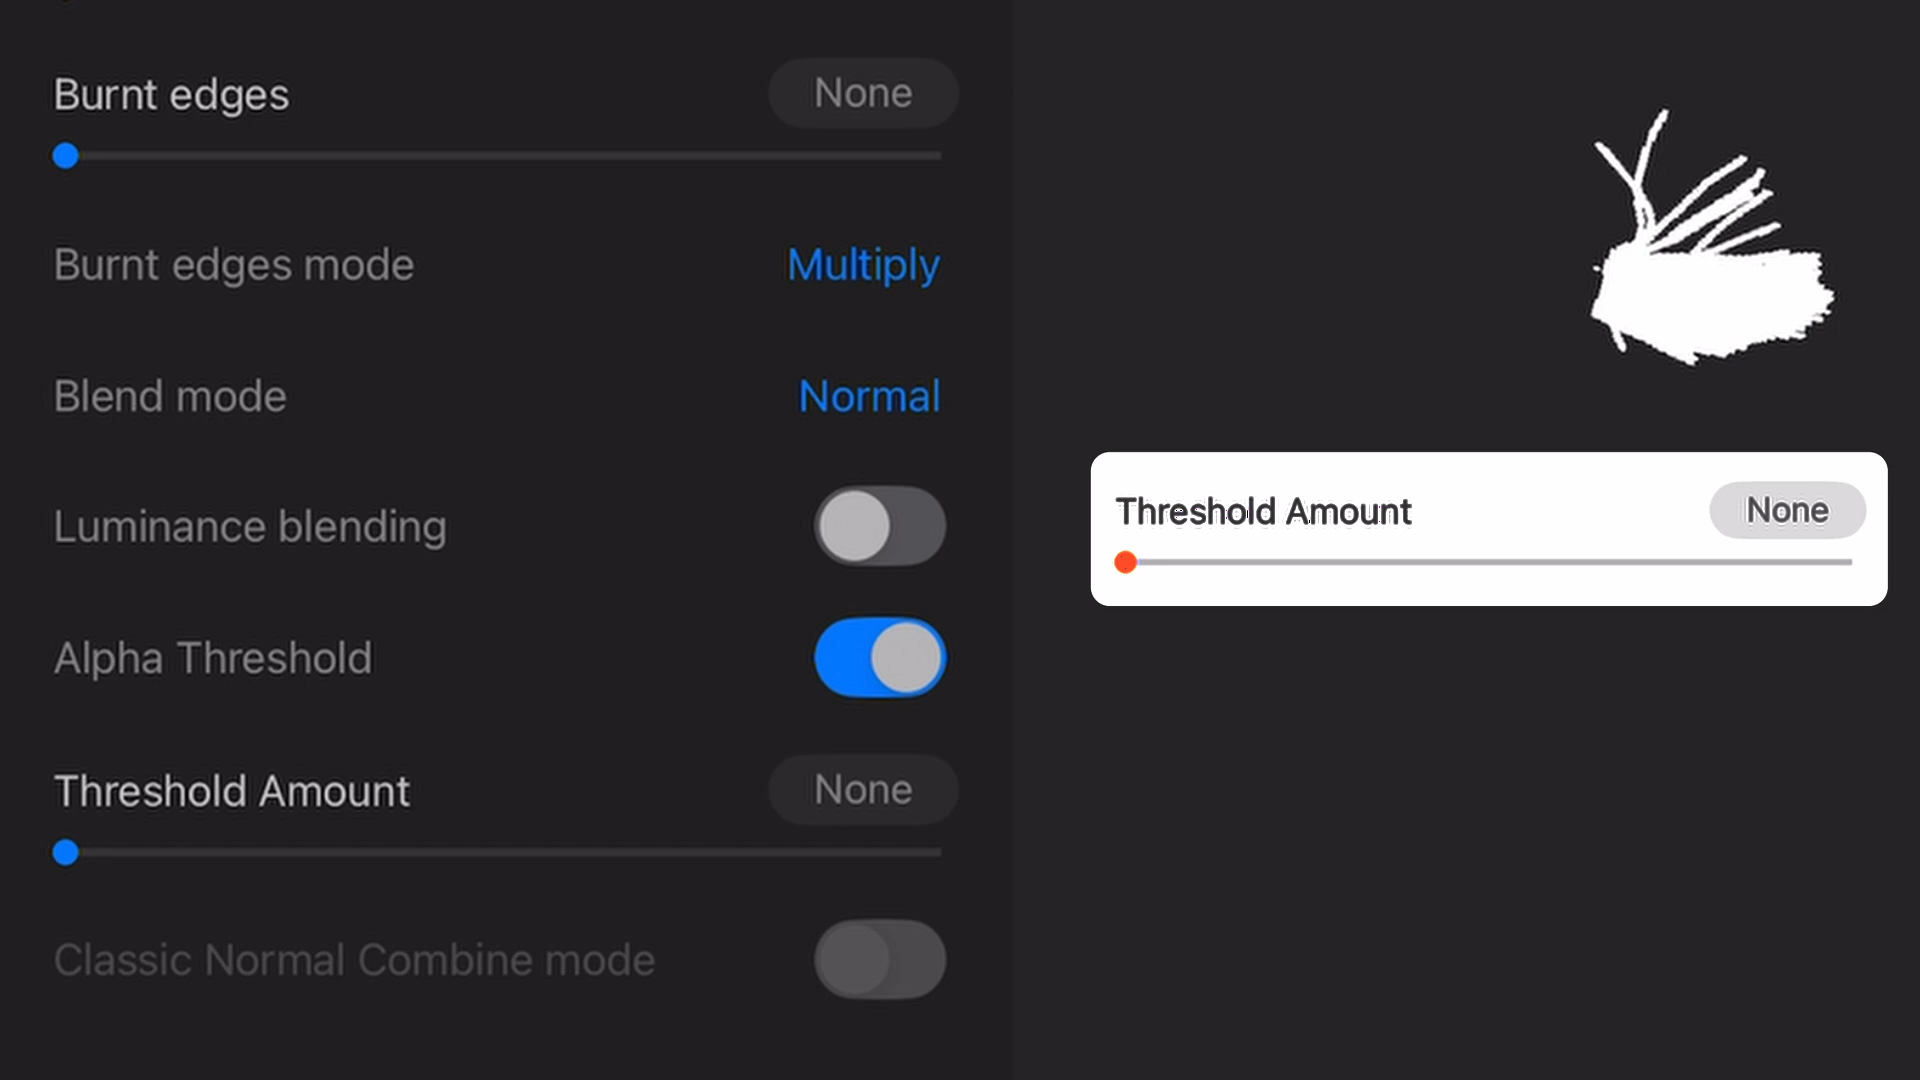 Burnt edges
None
Burnt edges mode
Multiply
Blend mode
Normal
Luminance blending
Alpha Threshold
Threshold Amount
None
Classic Normal Combine mode
Threshold Amount
None